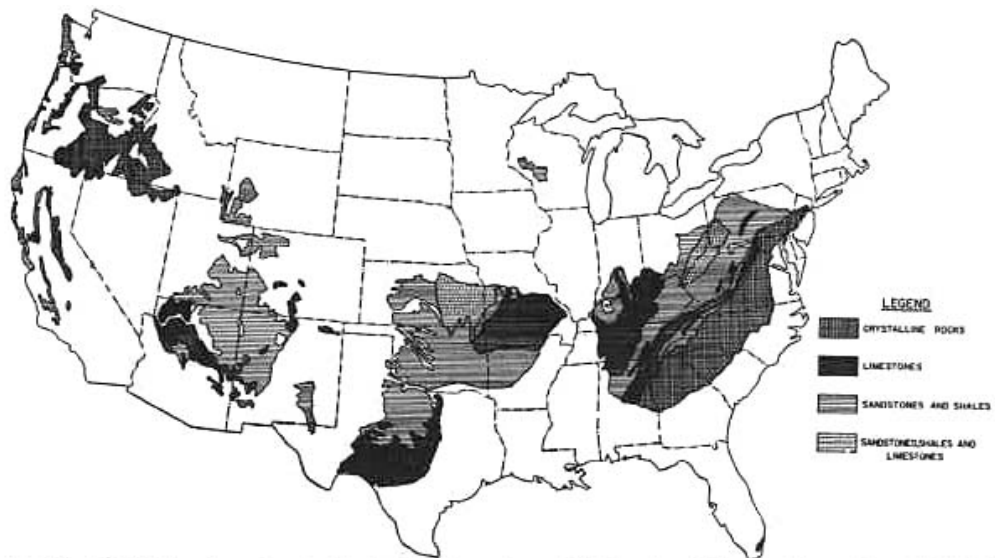 LEGEND
CRYSTALLINE ROCKS
LIMESTONES
SANDSTONES AND SHALES
SANDSTONES,SHALES AND
LIMESTONES